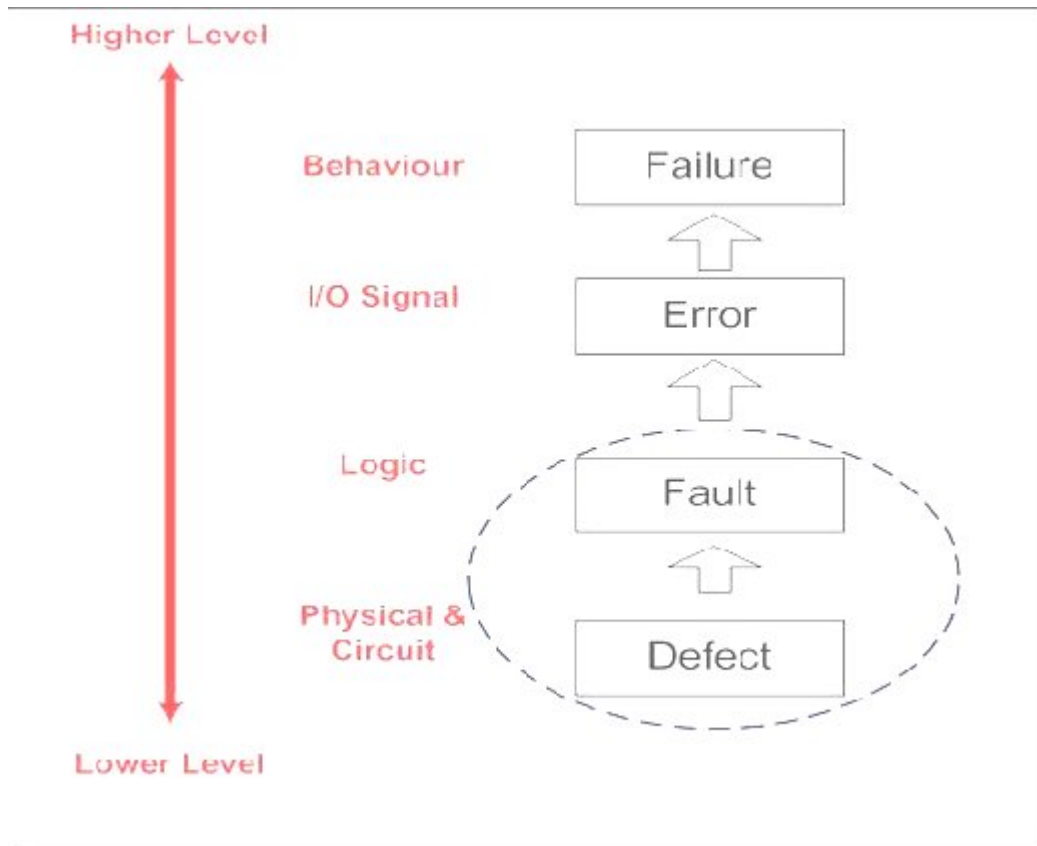 Higher Level
Behaviour
Failure
I/O Signal
Error
Logic
Fault
Physical &
Circuit
Defect
Lower Level